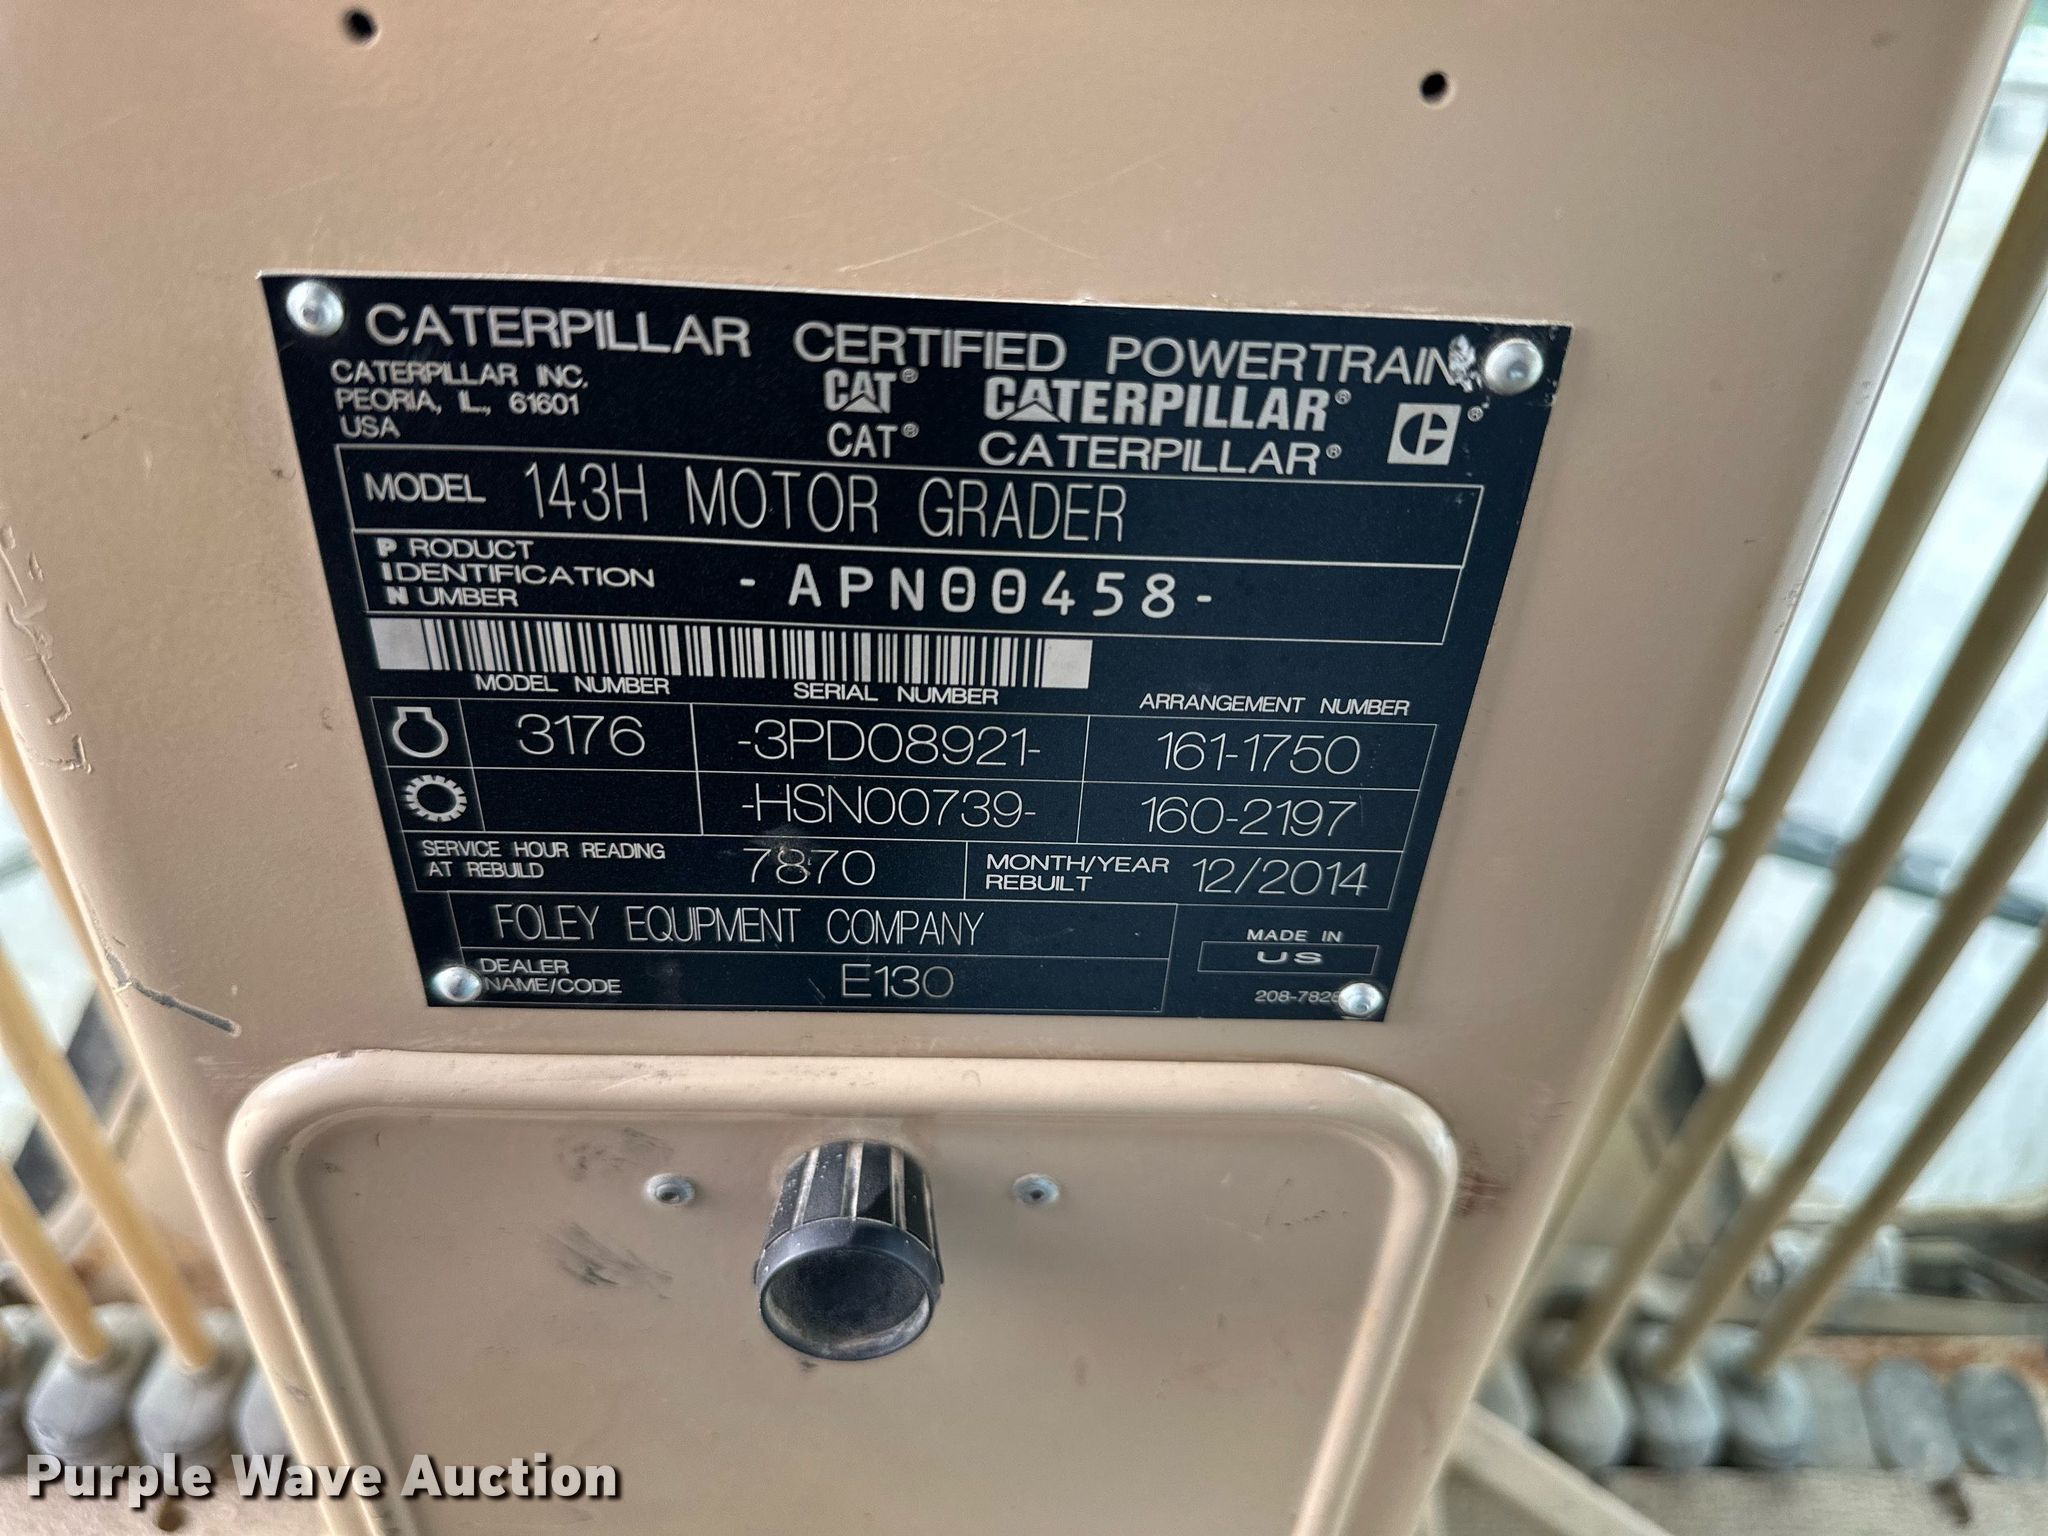 CATERPILLAR CERTIFIED POWERTRAIN
CATERPILLAR INC.
PEORIA, IL, 61601
USA
CAT® CATERPILLAR®
CAT® CATERPILLAR® C®
MODEL 143H MOTOR GRADER
PRODUCT
IDENTIFICATION
NUMBER
-APN00458-
MODEL NUMBER SERIAL NUMBER ARRANGEMENT NUMBER
3176 -3PD08921- 161-1750
-HSN00739- 160-2197
SERVICE HOUR READING
AT REBUILD
7870
MONTH/YEAR
REBUILT
12/2014
FOLEY EQUIPMENT COMPANY
DEALER
NAME/CODE
E130
MADE IN
US
Purple Wave Auction